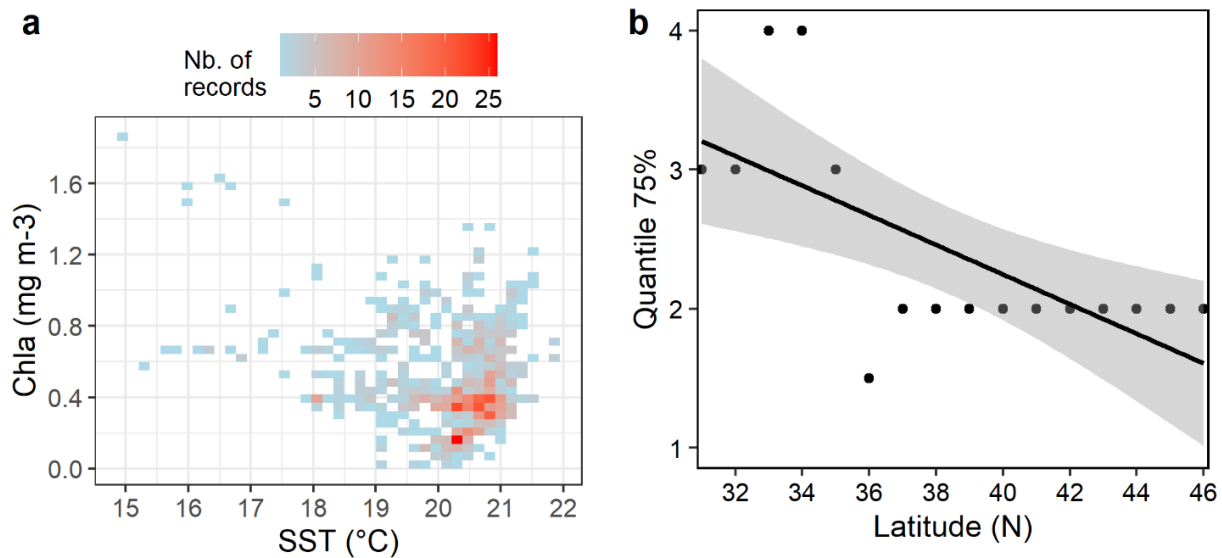 a
Nb. of
records
5 10 15 20 25
Chla (mg m-3)
1.6
1.2
0.8
0.4
0.0
15 16 17 18 19 20 21 22
SST (°C)
b
Quantile 75%
4
3
2
1
32 34 36 38 40 42 44 46
Latitude (N)